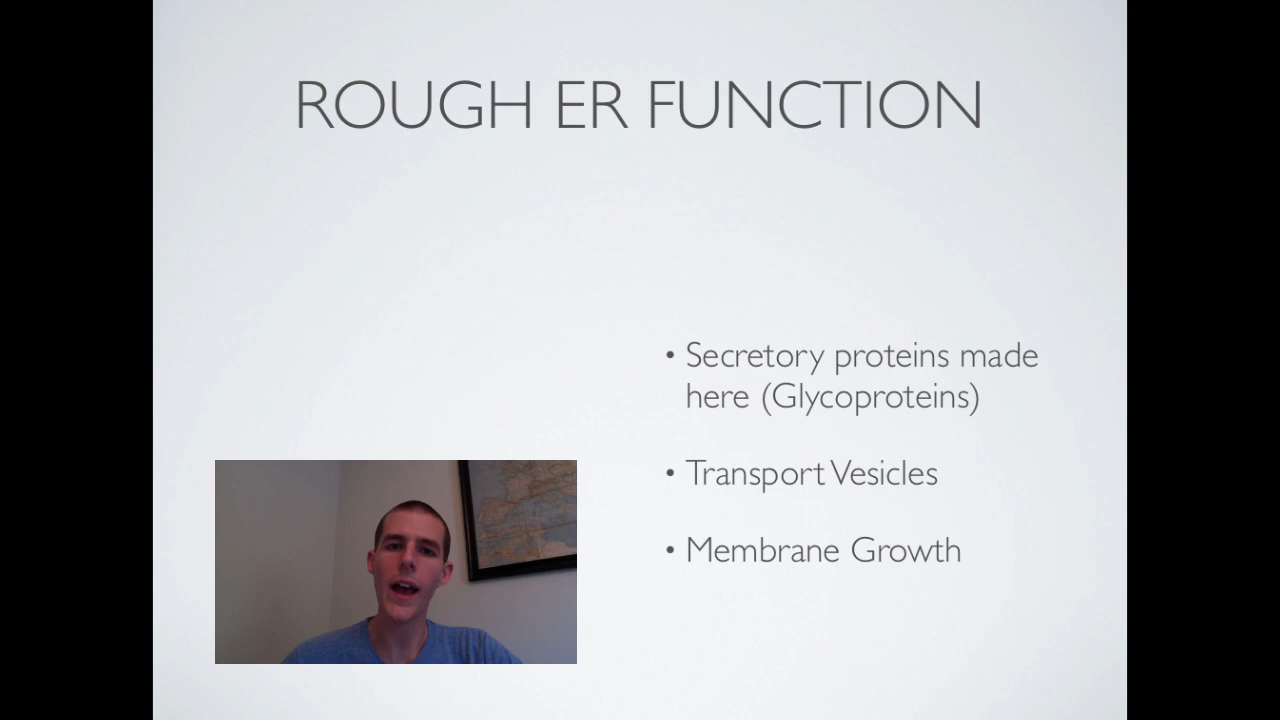 ROUGH ER FUNCTION
• Secretory proteins made
here (Glycoproteins)
• Transport Vesicles
• Membrane Growth